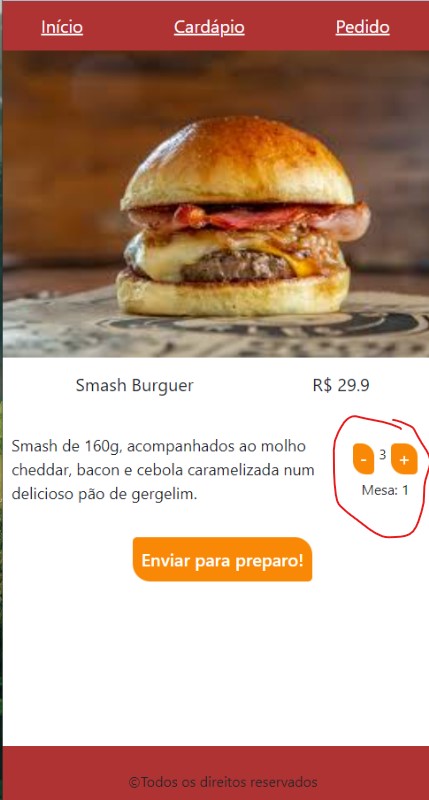 Início Cardápio Pedido
Smash Burguer R$ 29.9
Smash de 160g, acompanhados ao molho
cheddar, bacon e cebola caramelizada num
delicioso pão de gergelim.
- 3 +
Mesa: 1
Enviar para preparo!
©Todos os direitos reservados